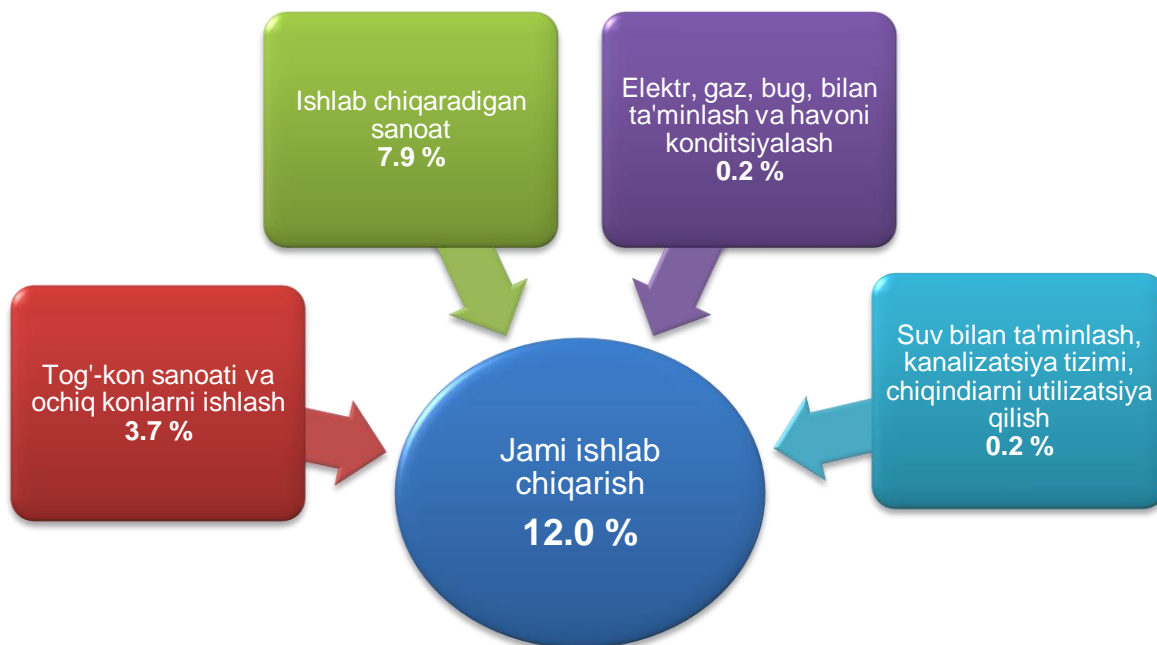 Ishlab chiqaradigan
sanoat
7.9 %
Elektr, gaz, bug, bilan
ta'minlash va havoni
konditsiyalash
0.2 %
Tog'-kon sanoati va
ochiq konlarni ishlash
3.7 %
Suv bilan ta'minlash,
kanalizatsiya tizimi,
chiqindiarni utilizatsiya
qilish
0.2 %
Jami ishlab
chiqarish
12.0 %